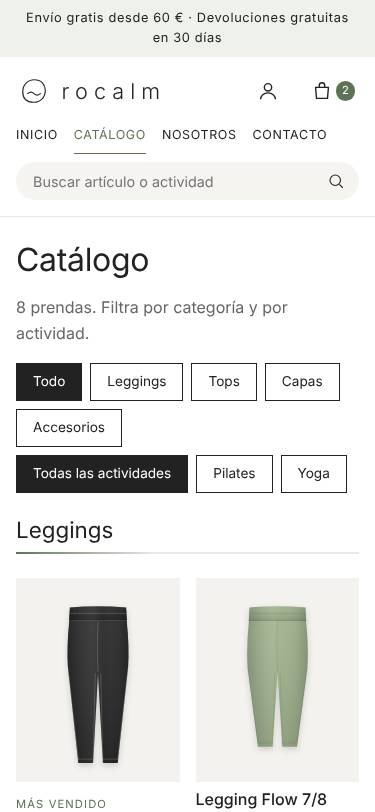 Envío gratis desde 60 € · Devoluciones gratuitas
en 30 días
rocalm
2
INICIO CATÁLOGO NOSOTROS CONTACTO
Buscar artículo o actividad
Catálogo
8 prendas. Filtra por categoría y por
actividad.
Todo Leggings Tops Capas
Accesorios
Todas las actividades Pilates Yoga
Leggings
MÁS VENDIDO
Legging Flow 7/8